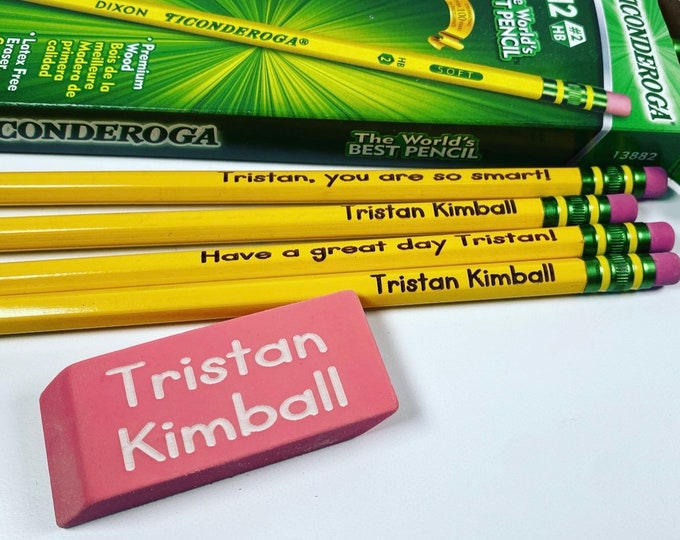 DIXON TICONDEROGA®
2 HB
SOFT
The World's
BEST PENCIL
12 #2
HB
TICONDEROGA
• Premium
Wood
Bois de la
meilleure
Madera de
primera
calidad
• Latex Free
Eraser
CONDEROGA
The World's
BEST PENCIL
13882
Tristan, you are so smart!
Tristan Kimball
Have a great day Tristan!
Tristan Kimball
Tristan
Kimball